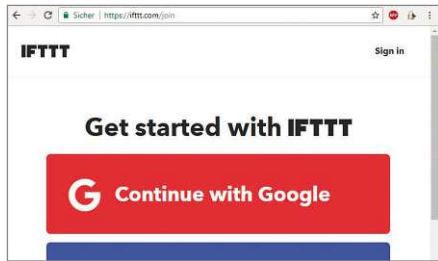 Sicher | https://ifttt.com/join
IFTTT
Sign in
Get started with IFTTT
G Continue with Google